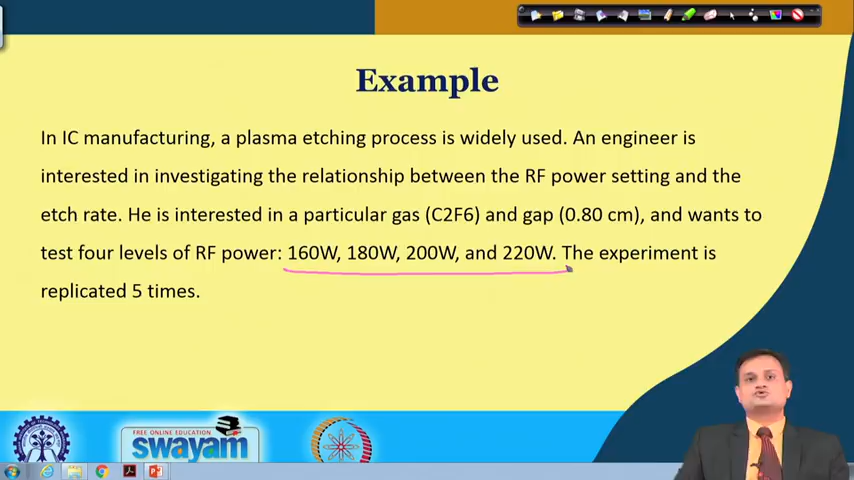 Example
In IC manufacturing, a plasma etching process is widely used. An engineer is
interested in investigating the relationship between the RF power setting and the
etch rate. He is interested in a particular gas (C2F6) and gap (0.80 cm), and wants to
test four levels of RF power: 160W, 180W, 200W, and 220W. The experiment is
replicated 5 times.
FREE ONLINE EDUCATION
swayam